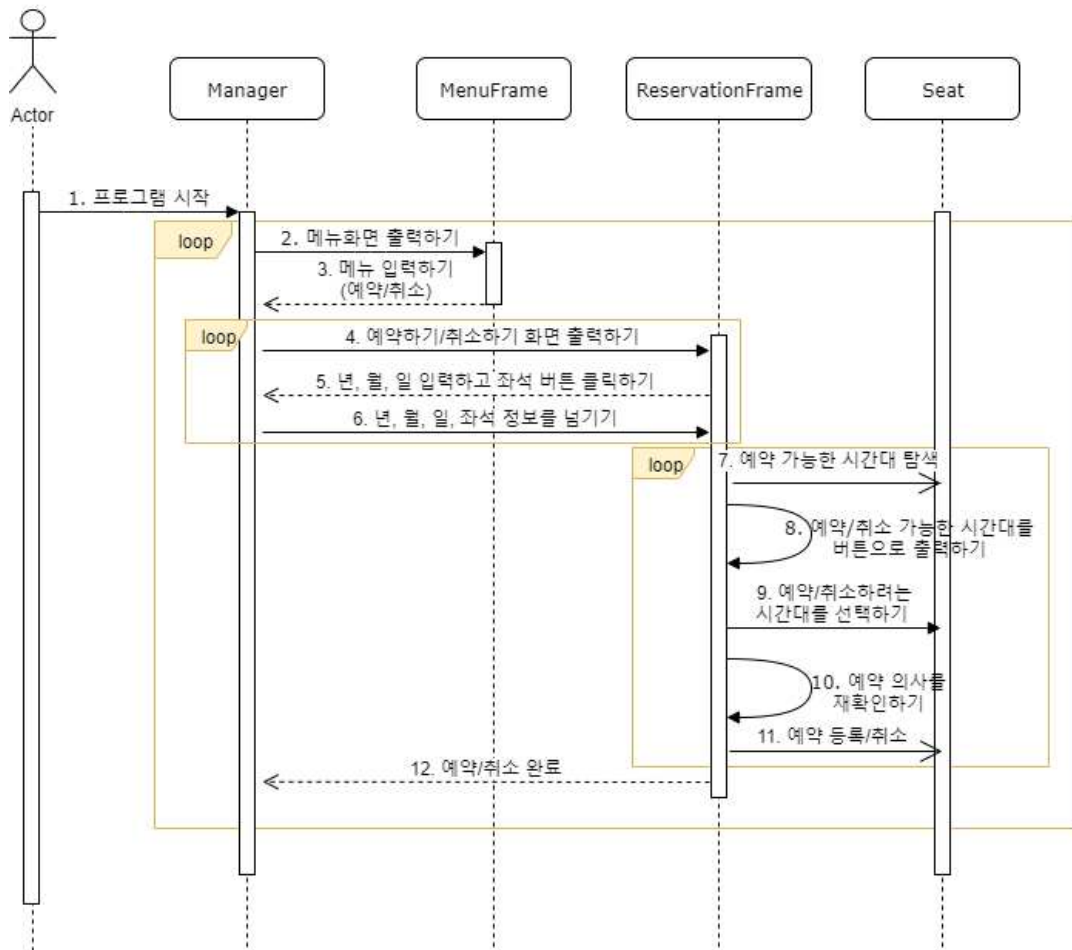 Actor
Manager
MenuFrame
ReservationFrame
Seat
1. 프로그램 시작
loop
2. 메뉴화면 출력하기
3. 메뉴 입력하기
(예약/취소)
loop
4. 예약하기/취소하기 화면 출력하기
5. 년, 월, 일 입력하고 좌석 버튼 클릭하기
6. 년, 월, 일, 좌석 정보를 넘기기
loop
7. 예약 가능한 시간대 탐색
8. 예약/취소 가능한 시간대를
버튼으로 출력하기
9. 예약/취소하려는
시간대를 선택하기
10. 예약 의사를
재확인하기
11. 예약 등록/취소
12. 예약/취소 완료